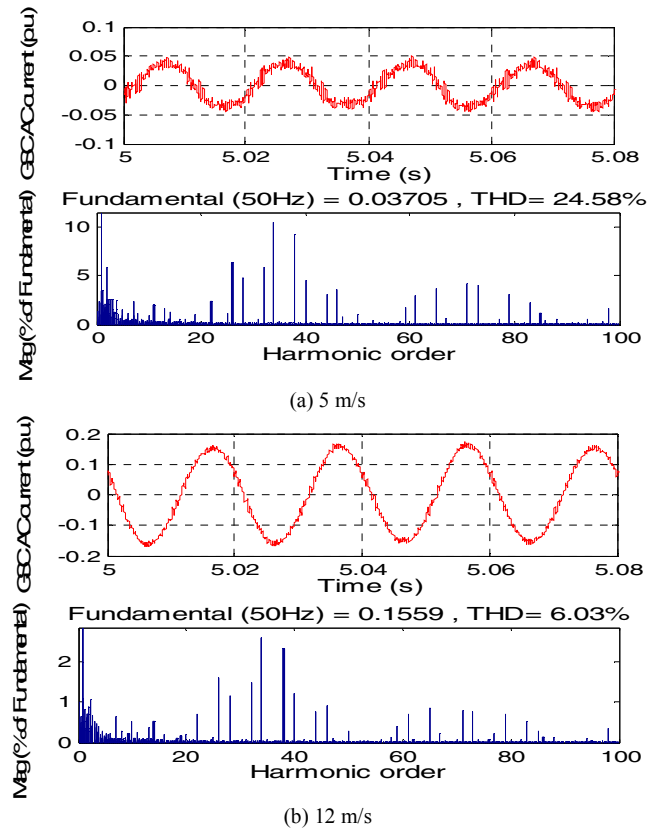 0.1
0.05
0
-0.05
-0.1
GSC AC current (pu)
5 5.02 5.04 5.06 5.08
Time (s)
Fundamental (50Hz) = 0.03705 , THD= 24.58%
10
5
0
Mag (% of Fundamental)
0 20 40 60 80 100
Harmonic order
(a) 5 m/s
0.2
0.1
0
-0.1
-0.2
GSC AC current (pu)
5 5.02 5.04 5.06 5.08
Time (s)
Fundamental (50Hz) = 0.1559 , THD= 6.03%
2
1
0
Mag (% of Fundamental)
0 20 40 60 80 100
Harmonic order
(b) 12 m/s